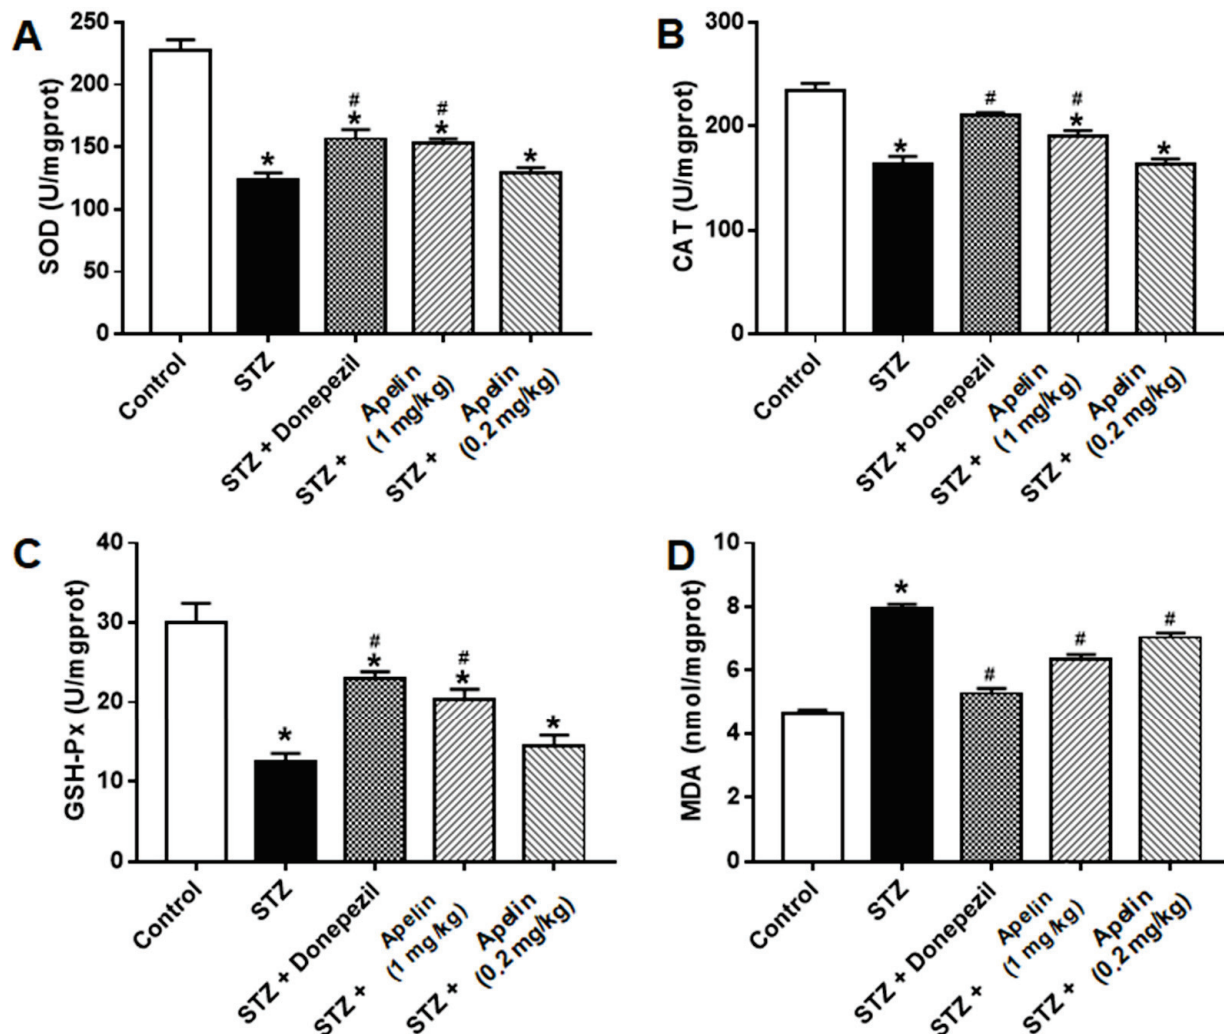 A
SOD (U/mgprot)
250
200
150
100
50
0
*
#
*
#
*
*
Control
STZ
STZ + Donepezil
STZ + Apelin
(1 mg/kg)
STZ + Apelin
(0.2 mg/kg)
B
CAT (U/mgprot)
300
200
100
0
*
#
#
*
*
Control
STZ
STZ + Donepezil
STZ + Apelin
(1 mg/kg)
STZ + Apelin
(0.2 mg/kg)
C
GSH-Px (U/mgprot)
40
30
20
10
0
*
#
*
#
*
*
Control
STZ
STZ + Donepezil
STZ + Apelin
(1 mg/kg)
STZ + Apelin
(0.2 mg/kg)
D
MDA (nmol/mgprot)
10
8
6
4
2
0
*
#
#
#
Control
STZ
STZ + Donepezil
STZ + Apelin
(1 mg/kg)
STZ + Apelin
(0.2 mg/kg)